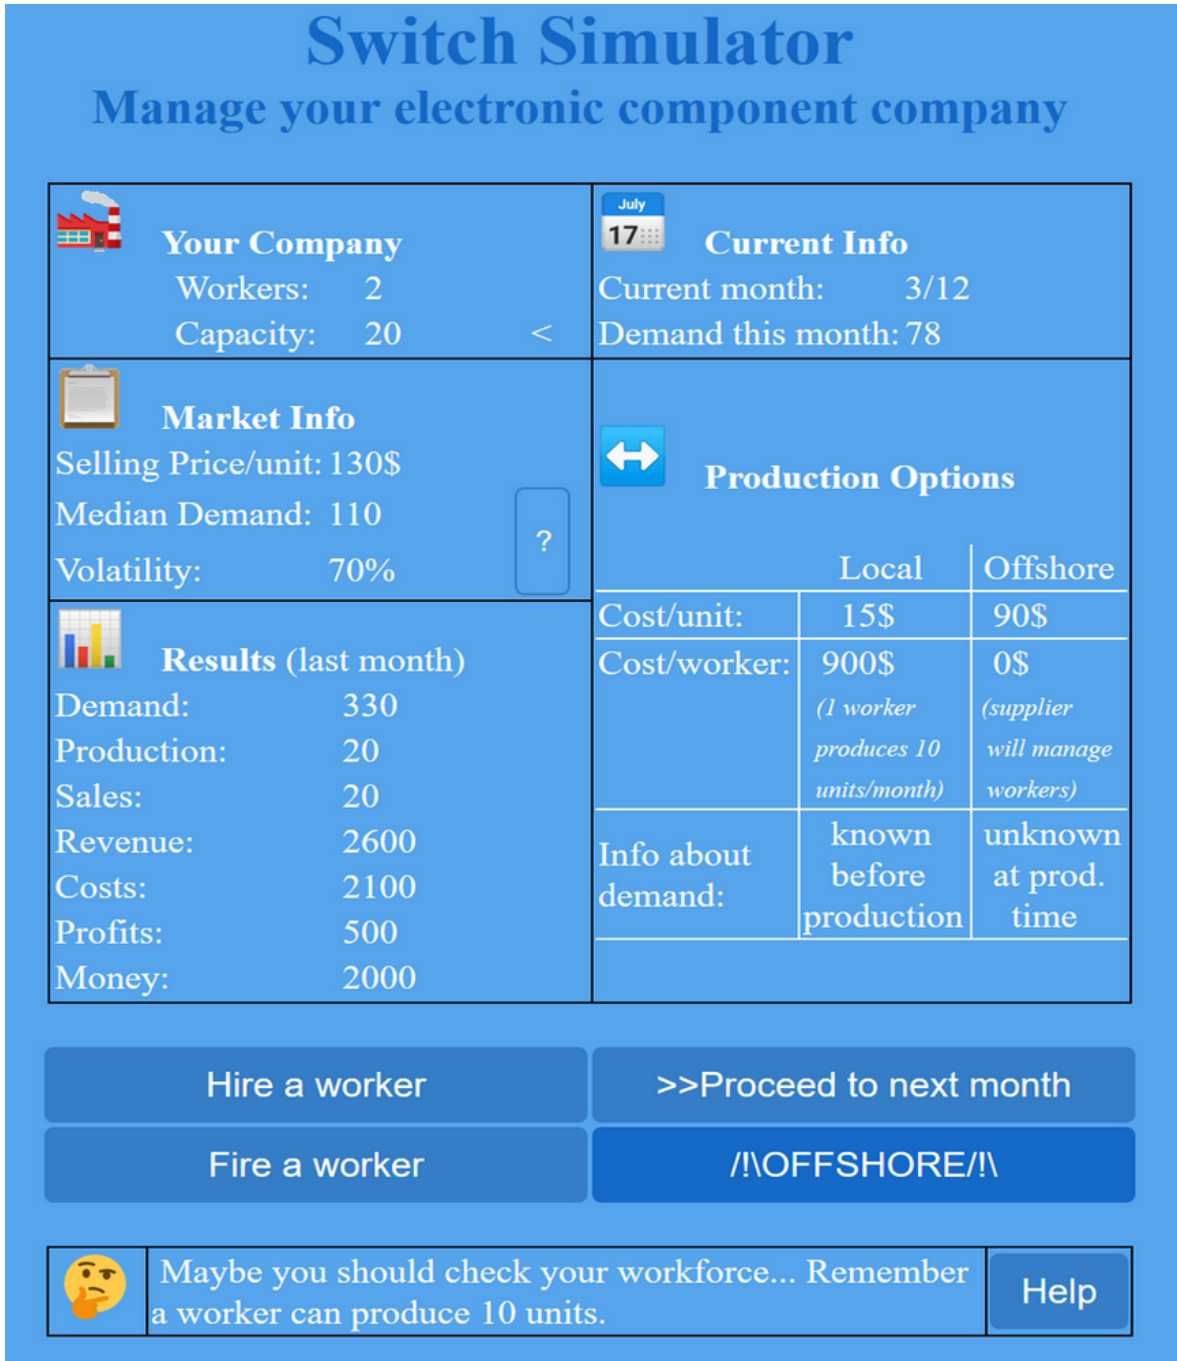 Switch Simulator
Manage your electronic component company
Your Company
Workers: 2
Capacity: 20 <
July
17
Current Info
Current month: 3/12
Demand this month: 78
Market Info
Selling Price/unit: 130$
Median Demand: 110
Volatility: 70%
?
Results (last month)
Demand: 330
Production: 20
Sales: 20
Revenue: 2600
Costs: 2100
Profits: 500
Money: 2000
Production Options
Local Offshore
Cost/unit: 15$ 90$
Cost/worker: 900$ 0$
(1 worker (supplier
produces 10 will manage
units/month) workers)
known unknown
Info about before at prod.
demand: production time
Hire a worker
>>Proceed to next month
Fire a worker
/!\OFFSHORE/!\
Maybe you should check your workforce... Remember
a worker can produce 10 units.
Help